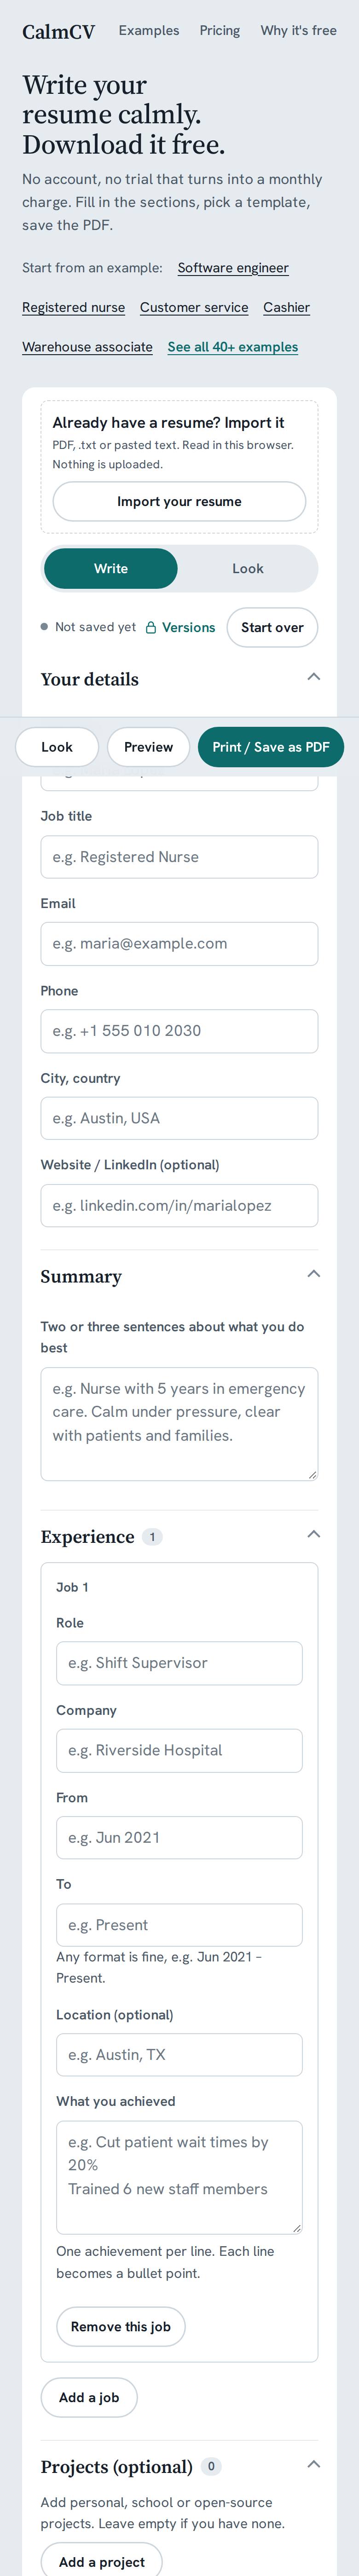 CalmCV Examples Pricing Why it's free
Write your
resume calmly.
Download it free.
No account, no trial that turns into a monthly
charge. Fill in the sections, pick a template,
save the PDF.
Start from an example: Software engineer
Registered nurse Customer service Cashier
Warehouse associate See all 40+ examples
Already have a resume? Import it
PDF, .txt or pasted text. Read in this browser.
Nothing is uploaded.
Import your resume
Write Look
Not saved yet Versions Start over
Your details
Look Preview Print / Save as PDF
Job title
e.g. Registered Nurse
Email
e.g. maria@example.com
Phone
e.g. +1 555 010 2030
City, country
e.g. Austin, USA
Website / LinkedIn (optional)
e.g. linkedin.com/in/marialopez
Summary
Two or three sentences about what you do
best
e.g. Nurse with 5 years in emergency
care. Calm under pressure, clear
with patients and families.
Experience 1
Job 1
Role
e.g. Shift Supervisor
Company
e.g. Riverside Hospital
From
e.g. Jun 2021
To
e.g. Present
Any format is fine, e.g. Jun 2021 –
Present.
Location (optional)
e.g. Austin, TX
What you achieved
e.g. Cut patient wait times by
20%
Trained 6 new staff members
One achievement per line. Each line
becomes a bullet point.
Remove this job
Add a job
Projects (optional) 0
Add personal, school or open-source
projects. Leave empty if you have none.
Add a project